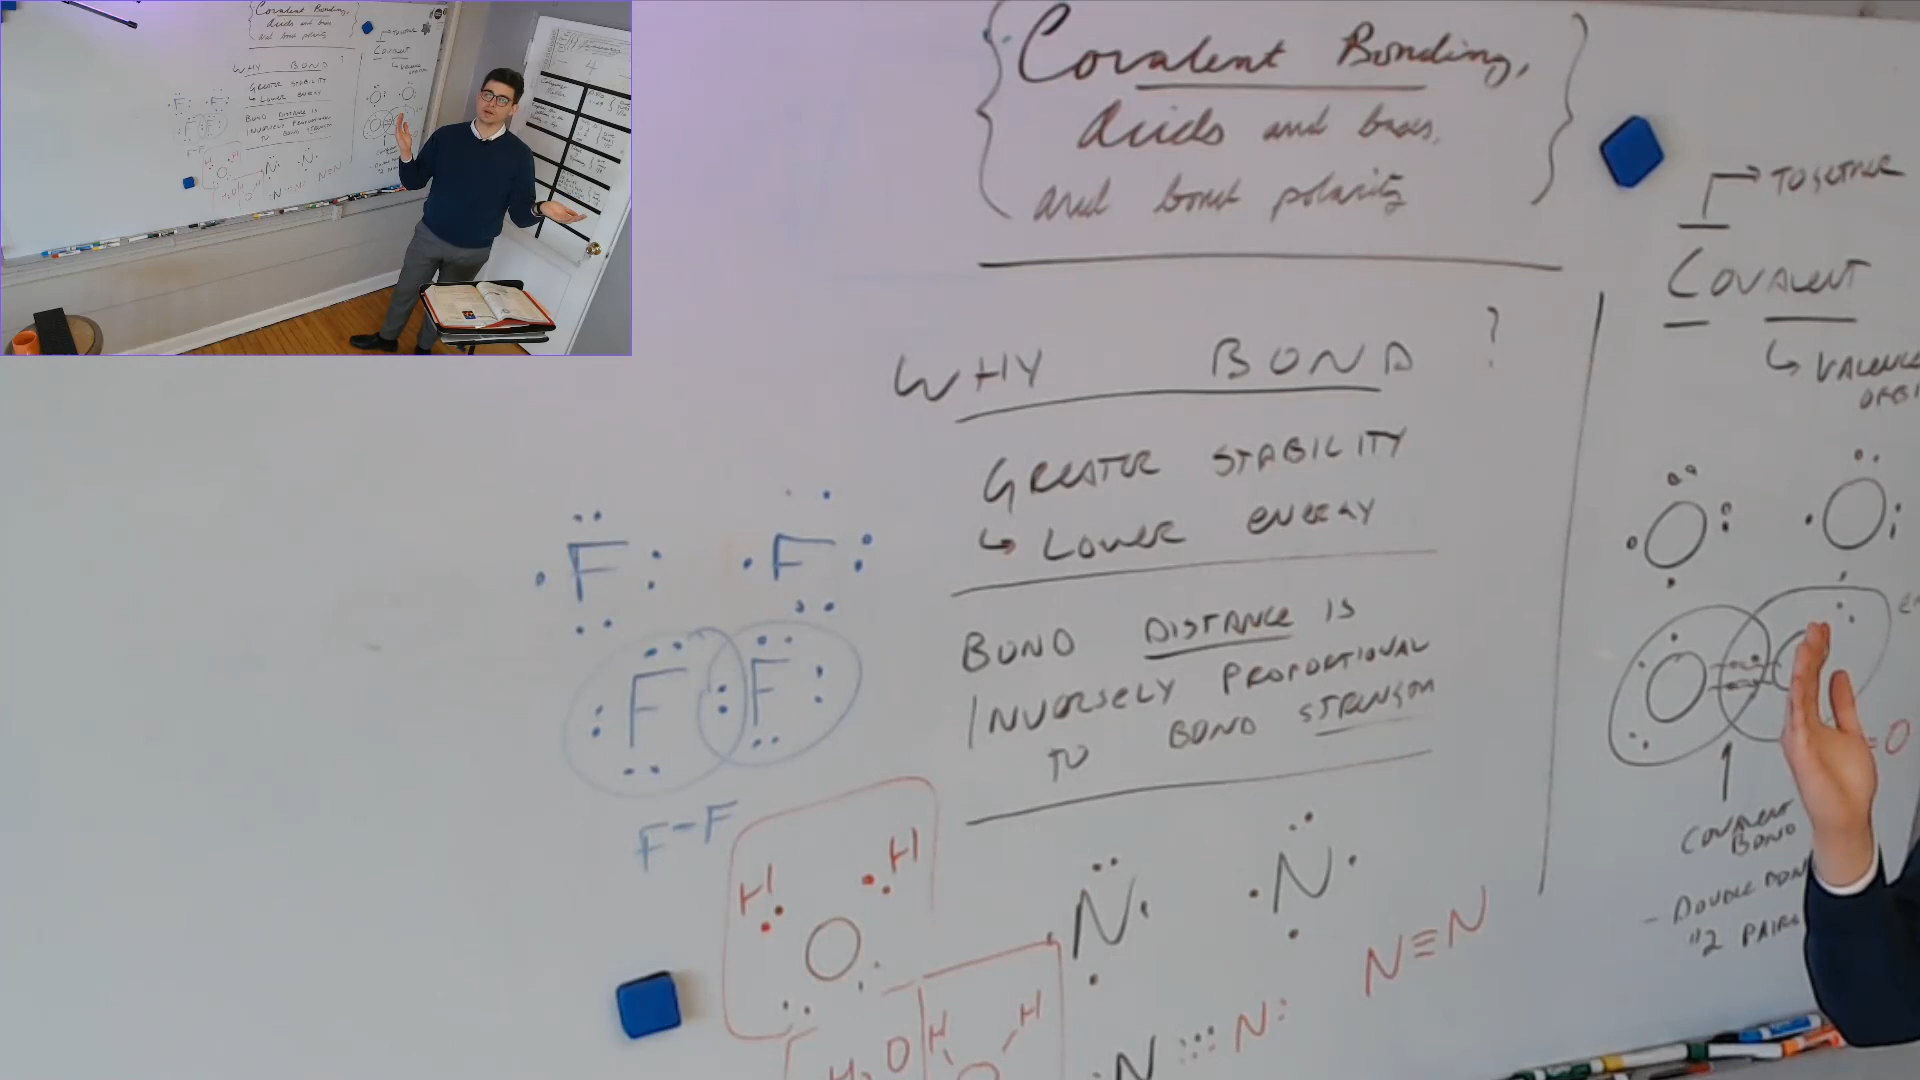 Covalent Bonding,
Acids and bases,
and bond polarity
WHY BOND ?
GREATER STABILITY
↳ LOWER ENERGY
BOND DISTANCE IS
INVERSELY PROPORTIONAL
TO BOND STRENGTH
F F
F F
F-F
H H
O
H O H
H₂O
N N
N≡N
N N
TOGETHER
COVALENT
↳ VALENCE
O O
O
=O
COVALENT
BOND
- DOUBLE
"2 PAIRS